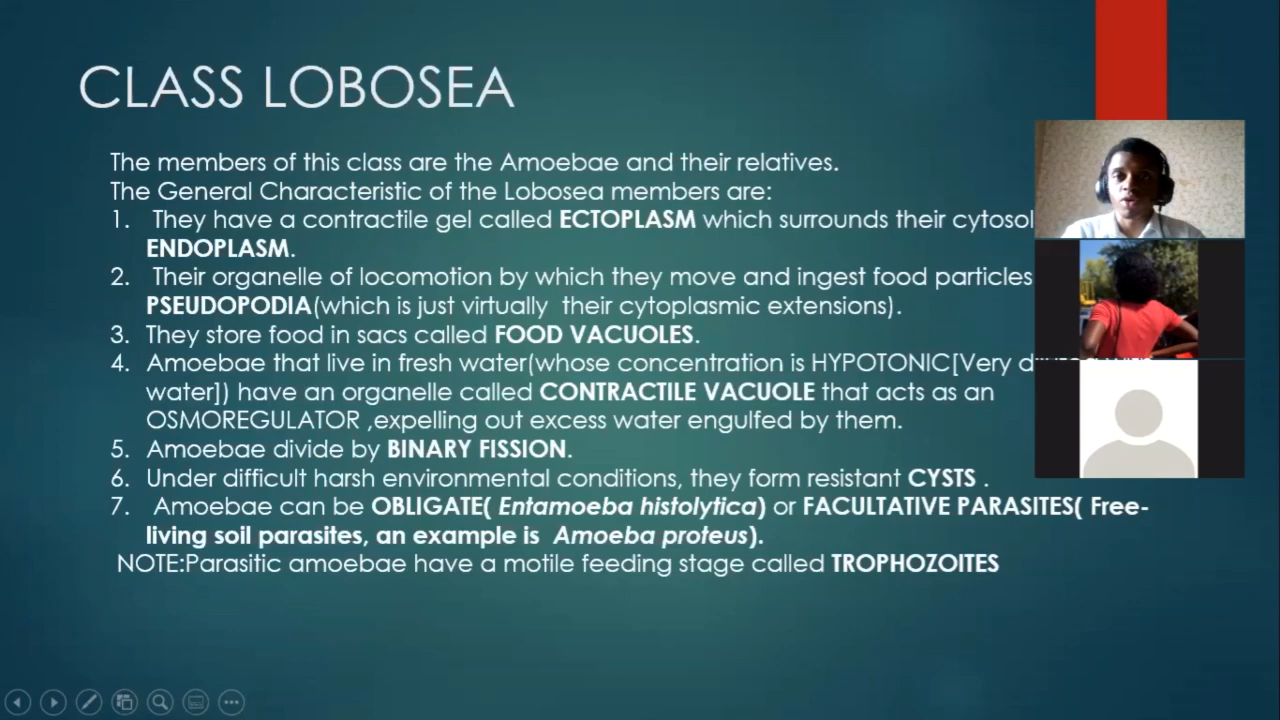 CLASS LOBOSEA
The members of this class are the Amoebae and their relatives.
The General Characteristic of the Lobosea members are:
1. They have a contractile gel called ECTOPLASM which surrounds their cytosol
ENDOPLASM.
2. Their organelle of locomotion by which they move and ingest food particles
PSEUDOPODIA(which is just virtually their cytoplasmic extensions).
3. They store food in sacs called FOOD VACUOLES.
4. Amoebae that live in fresh water(whose concentration is HYPOTONIC[Very
water]) have an organelle called CONTRACTILE VACUOLE that acts as an
OSMOREGULATOR ,expelling out excess water engulfed by them.
5. Amoebae divide by BINARY FISSION.
6. Under difficult harsh environmental conditions, they form resistant CYSTS .
7. Amoebae can be OBLIGATE( Entamoeba histolytica) or FACULTATIVE PARASITES( Free-
living soil parasites, an example is Amoeba proteus).
NOTE:Parasitic amoebae have a motile feeding stage called TROPHOZOITES